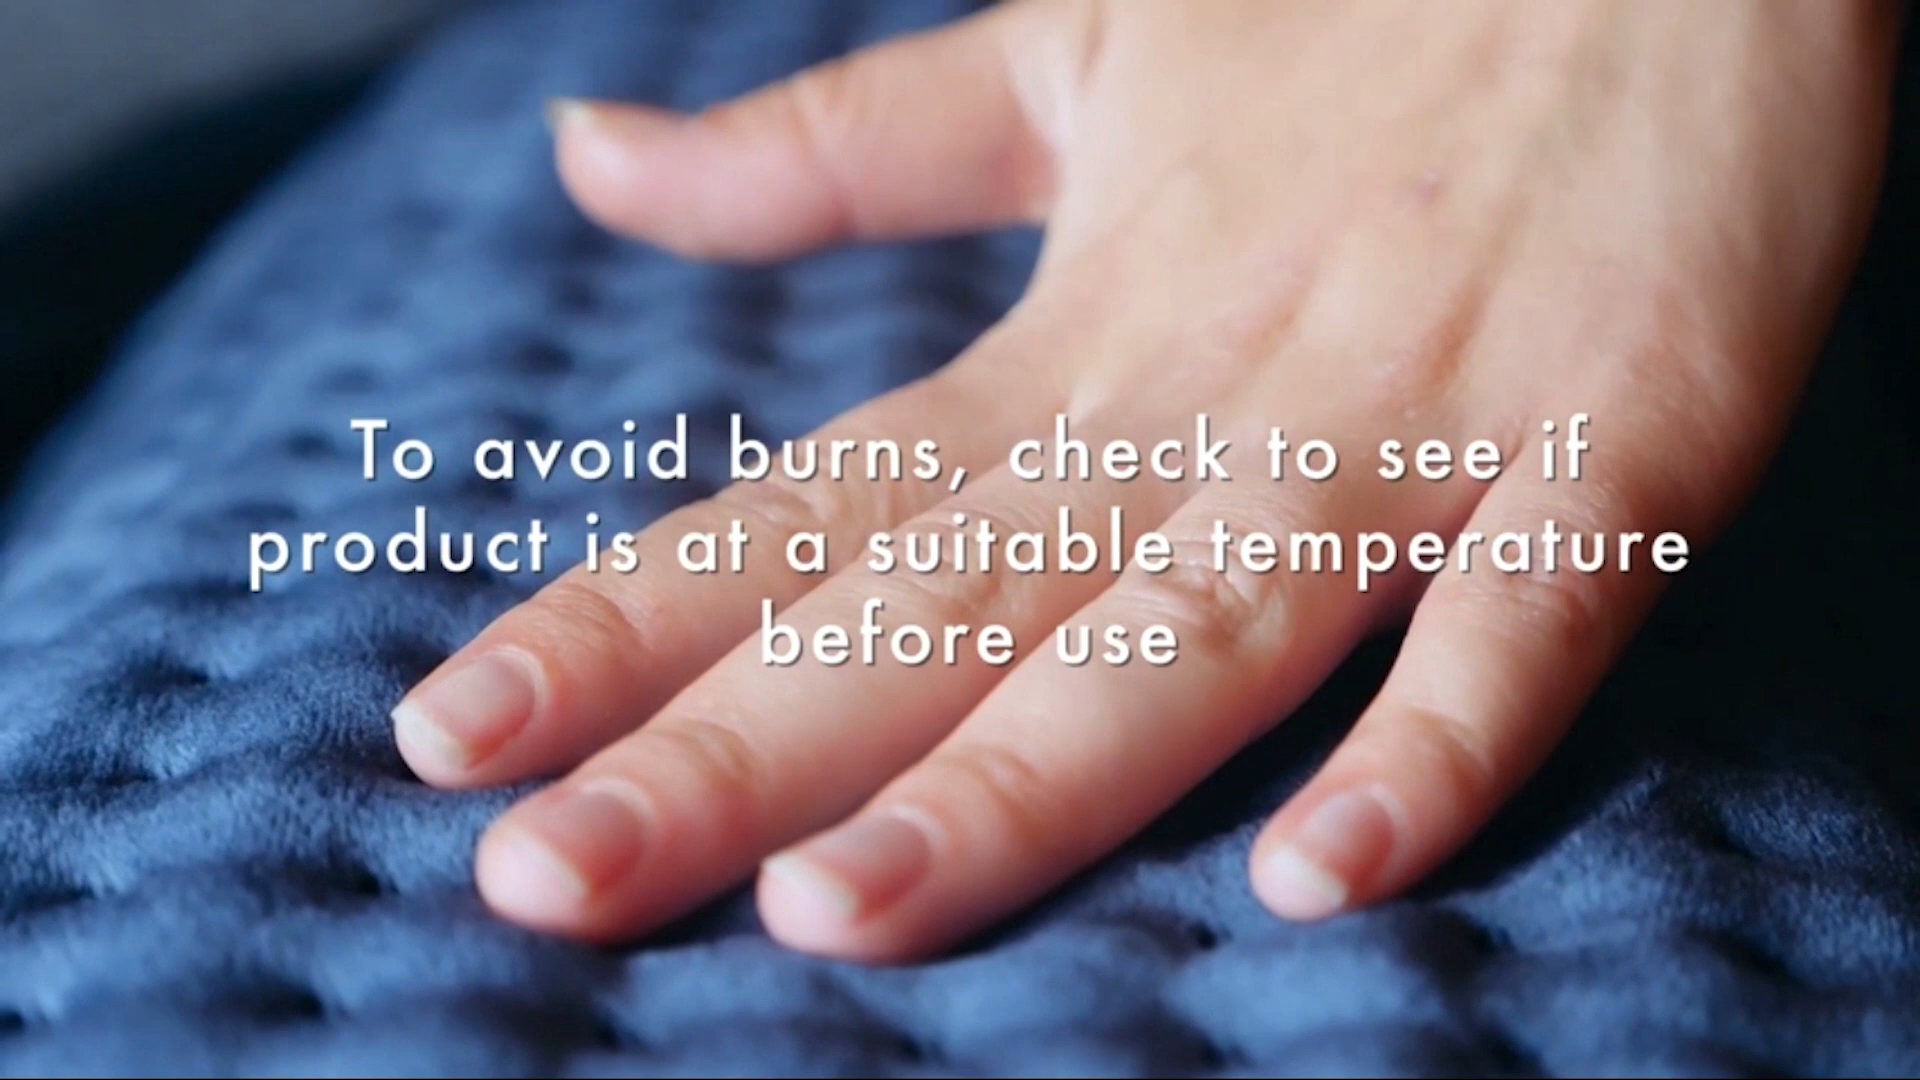 To avoid burns, check to see if
product is at a suitable temperature
before use